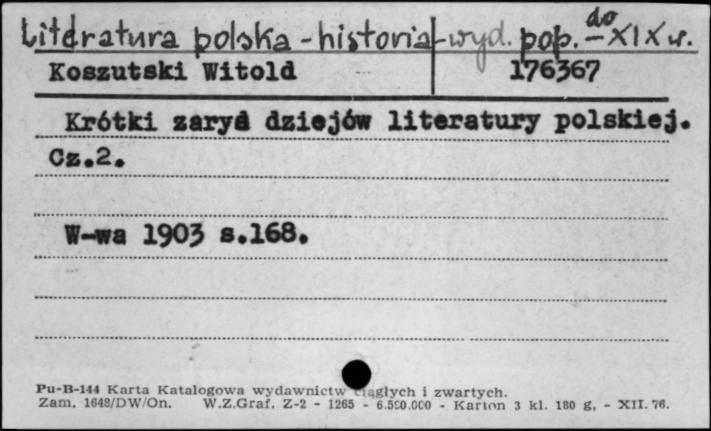 Literatura polska - historia - wyd. pop. - do XIX w.
Koszutski Witold 176367
Krótki zarys dziejów literatury polskiej.
Cz.2.
W-wa 1903 s.168.
Pu-B-144 Karta Katalogowa wydawnictw ciągłych i zwartych.
Zam. 1648/DW/On. W.Z.Graf. Z-2 - 1265 - 6.500.000 - Karton 3 kl. 180 g, - XII. 76.